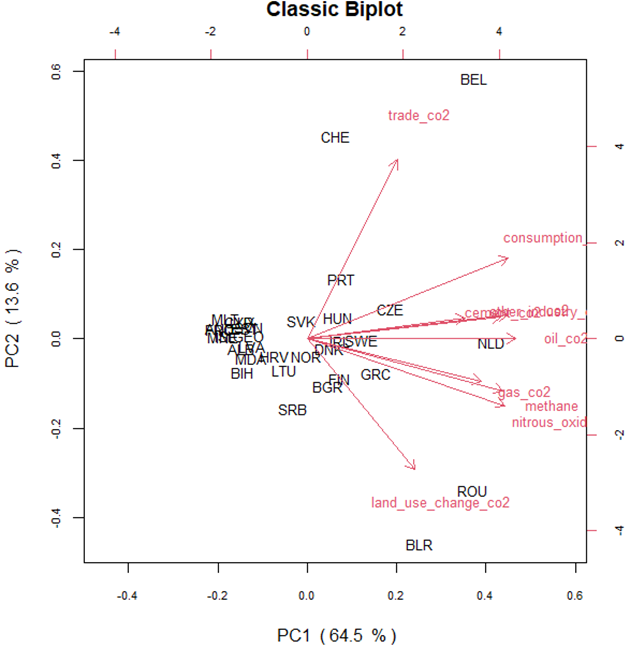 Classic Biplot
-4 -2 0 2 4
0.6
0.4
0.2
0.0
-0.2
-0.4
PC2 ( 13.6 %)
BEL
trade_co2
CHE
4
consumption_
2
PRT
CZE
HUN
SVK
NLD
oil_co2
0
SWE
DNK
NOR
HRV
MDA
LTU
BIH
GRC
FIN
BGR
gas_co2
methane
nitrous_oxid
SRB
-2
ROU
land_use_change_co2
BLR
-4
-0.4 -0.2 0.0 0.2 0.4 0.6
PC1 ( 64.5 %)